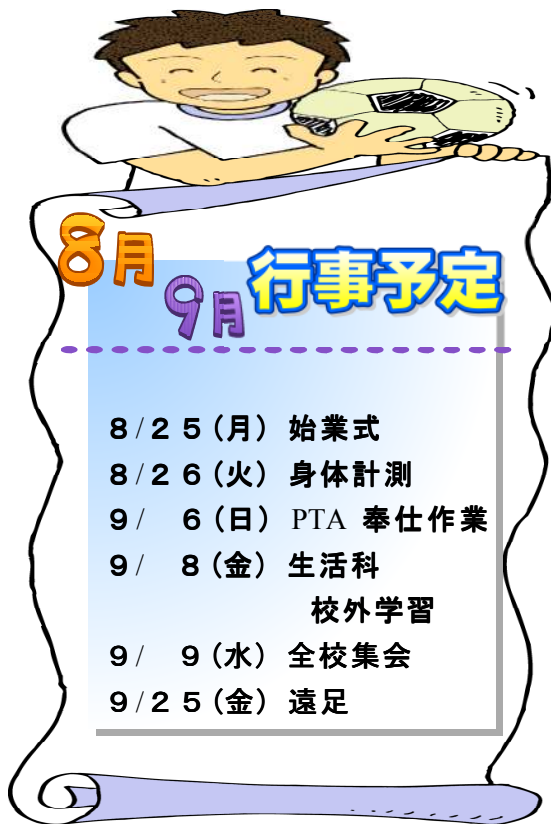 8月
9月
行事予定
8/25(月) 始業式
8/26(火) 身体計測
9/ 6(日) PTA 奉仕作業
9/ 8(金) 生活科
校外学習
9/ 9(水) 全校集会
9/25(金) 遠足